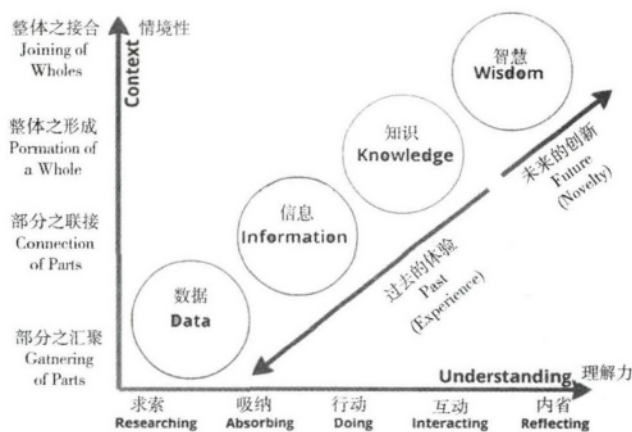 整体之接合
Joining of
Wholes
整体之形成
Pormation of
a Whole
部分之联接
Connection
of Parts
部分之汇聚
Gatnering
of Parts
情境性
Context
智慧
Wisdom
知识
Knowledge
信息
Information
数据
Data
未来的创新
Future
(Novelty)
过去的体验
Past
(Experience)
Understanding
理解力
求索
Researching
吸纳
Absorbing
行动
Doing
互动
Interacting
内省
Reflecting